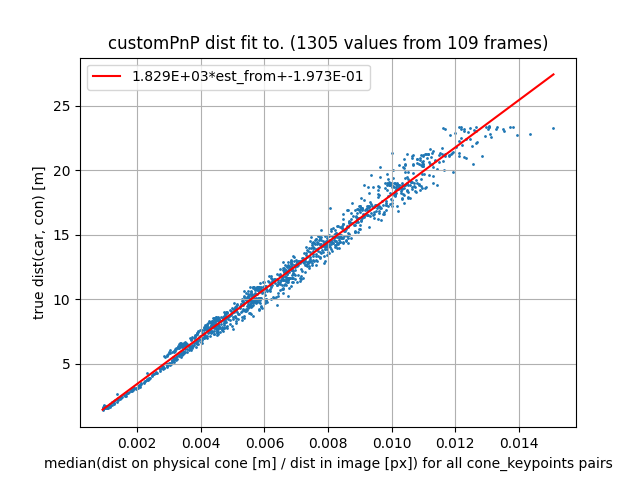 customPnP dist fit to. (1305 values from 109 frames)
1.829E+03*est_from+-1.973E-01
25
20
15
10
5
true dist(car, con) [m]
0.002 0.004 0.006 0.008 0.010 0.012 0.014
median(dist on physical cone [m] / dist in image [px]) for all cone_keypoints pairs